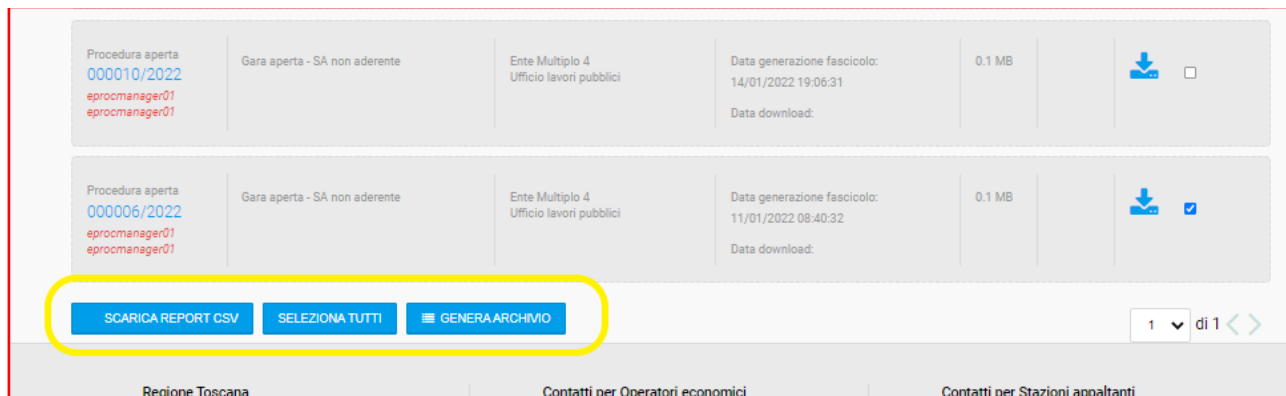 Procedura aperta
000010/2022
eprocmanager01
eprocmanager01
Gara aperta - SA non aderente
Ente Multiplo 4
Ufficio lavori pubblici
Data generazione fascicolo:
14/01/2022 19:06:31
Data download:
0.1 MB
Procedura aperta
000006/2022
eprocmanager01
eprocmanager01
Gara aperta - SA non aderente
Ente Multiplo 4
Ufficio lavori pubblici
Data generazione fascicolo:
11/01/2022 08:40:32
Data download:
0.1 MB
SCARICA REPORT CSV
SELEZIONA TUTTI
GENERA ARCHIVIO
1 di 1
Regione Toscana
Contatti per Operatori economici
Contatti per Stazioni appaltanti